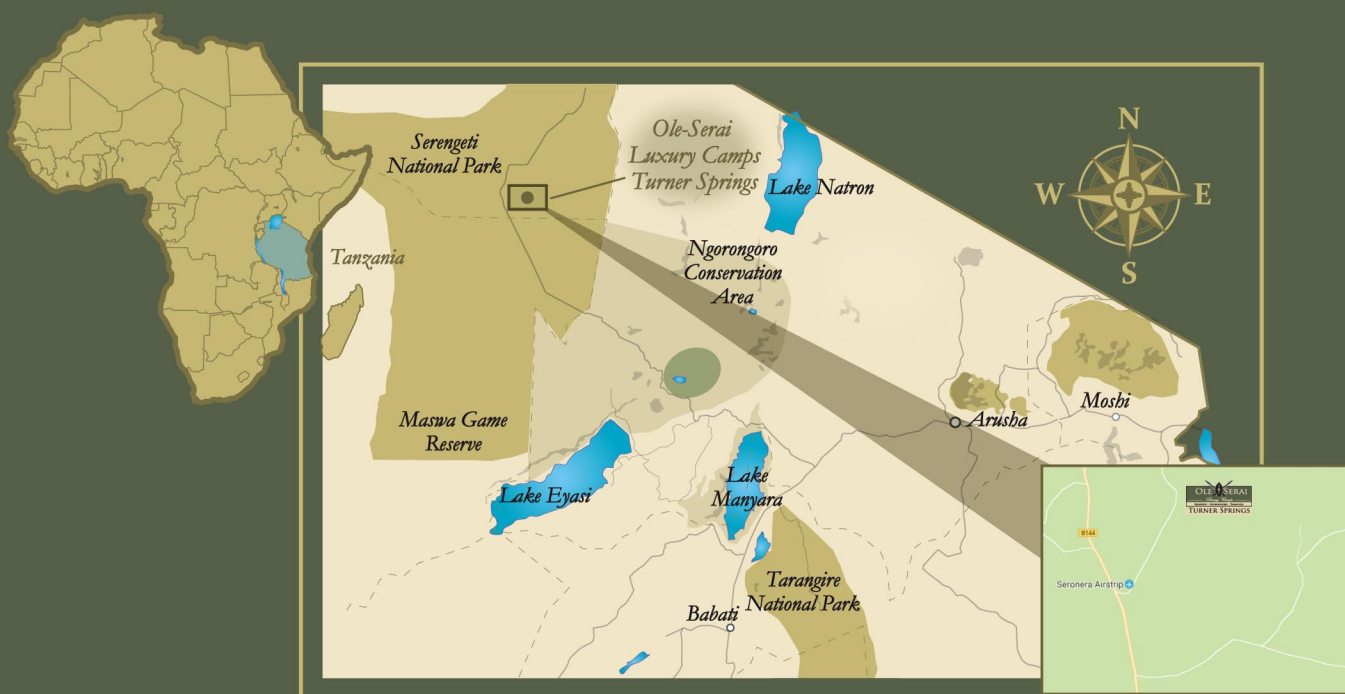 Serengeti
National Park
Ole-Serai
Luxury Camps
Turner Springs
Lake Natron
N
W
E
S
Tanzania
Ngorongoro
Conservation
Area
Maswa Game
Reserve
Moshi
Arusha
Lake Eyasi
Lake
Manyara
Tarangire
National Park
Babati
OLE SERAI
TURNER SPRINGS
B144
Seronera Airstrip